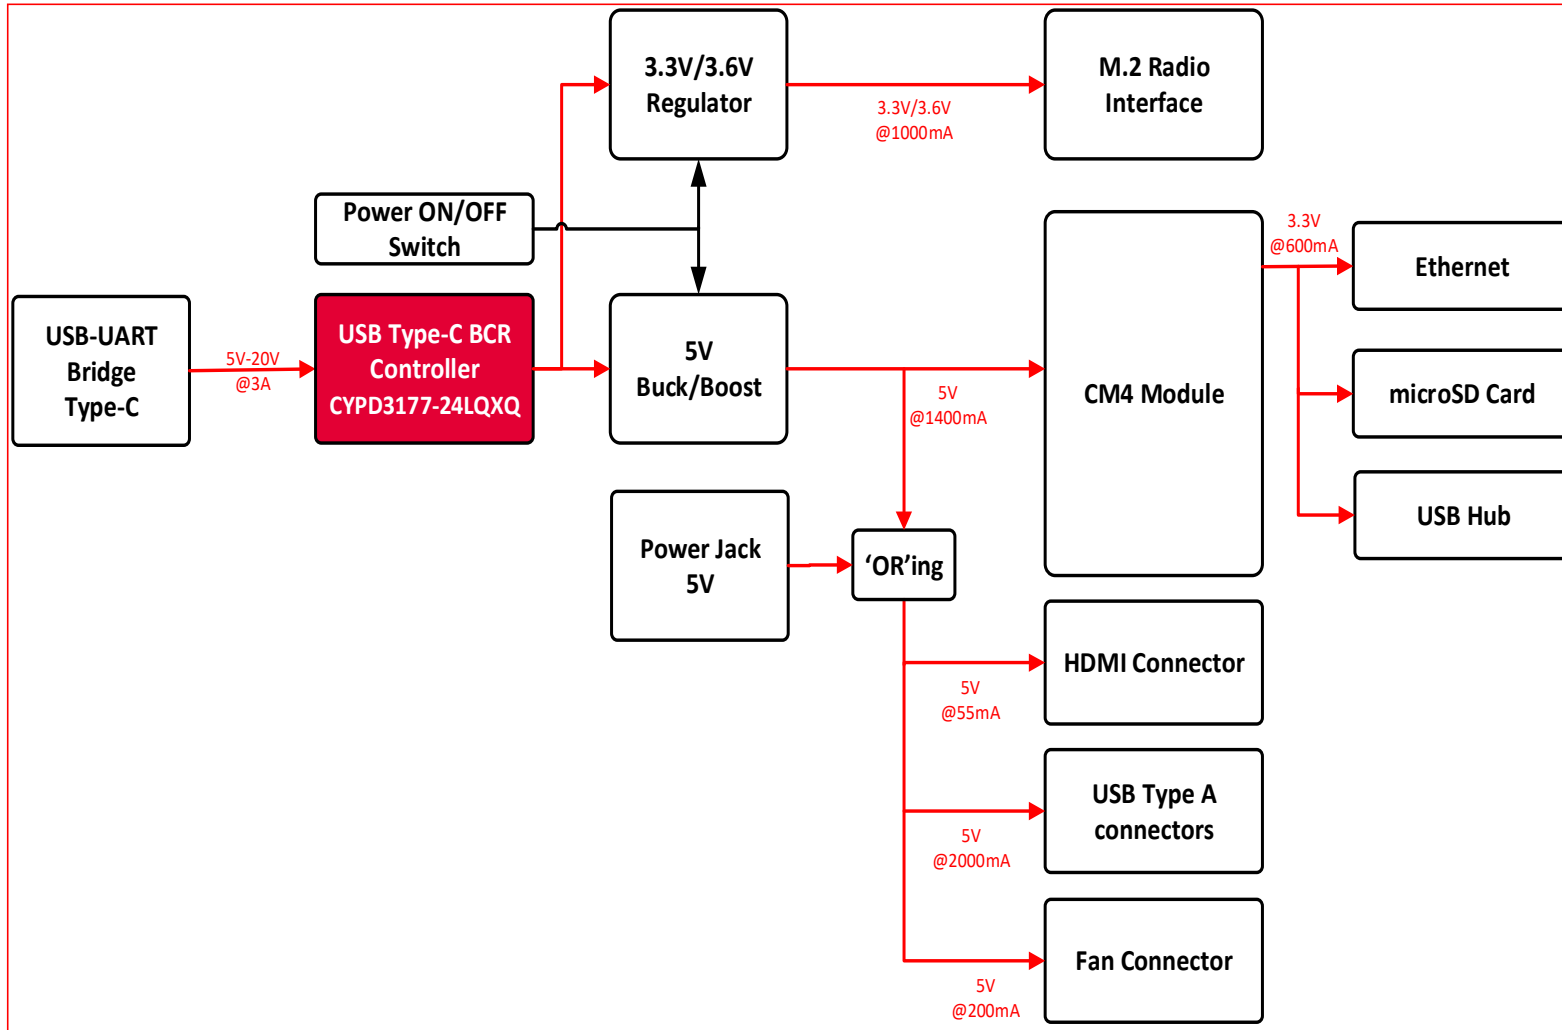 3.3V/3.6V
Regulator
3.3V/3.6V
@1000mA
M.2 Radio
Interface
Power ON/OFF
Switch
USB-UART
Bridge
Type-C
5V-20V
@3A
USB Type-C BCR
Controller
CYPD3177-24LQXQ
5V
Buck/Boost
5V
@1400mA
CM4 Module
3.3V
@600mA
Ethernet
microSD Card
USB Hub
Power Jack
5V
‘OR’ing
5V
@55mA
HDMI Connector
5V
@2000mA
USB Type A
connectors
5V
@200mA
Fan Connector